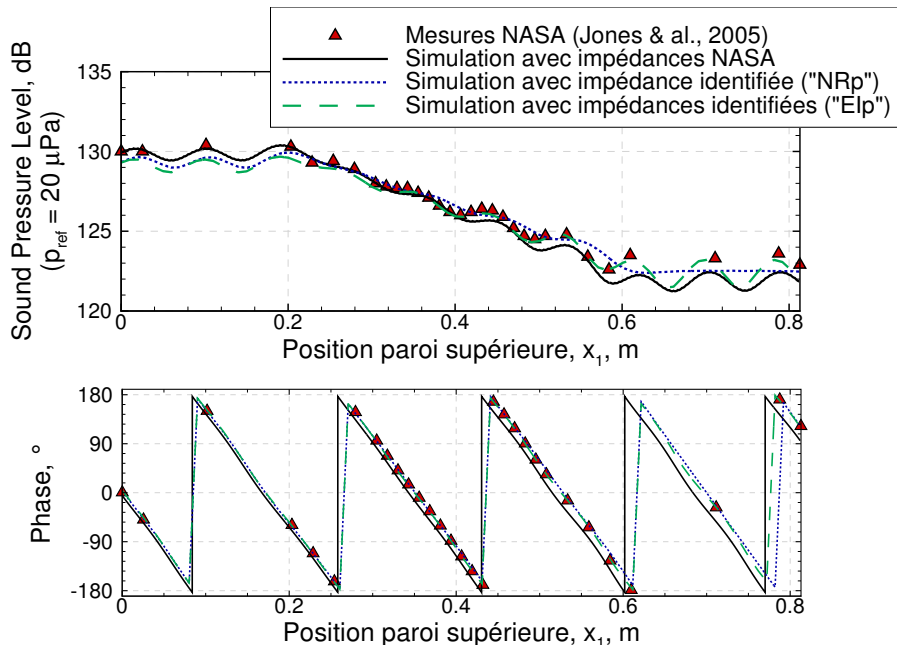 Mesures NASA (Jones & al., 2005)
Simulation avec impédances NASA
Simulation avec impédance identifiée ("NRp")
Simulation avec impédances identifiées ("EIp")
Sound Pressure Level, dB
(p_ref = 20 µPa)
135
130
125
120
0 0.2 0.4 0.6 0.8
Position paroi supérieure, x_1, m
Phase, °
180
90
0
-90
-180
0 0.2 0.4 0.6 0.8
Position paroi supérieure, x_1, m